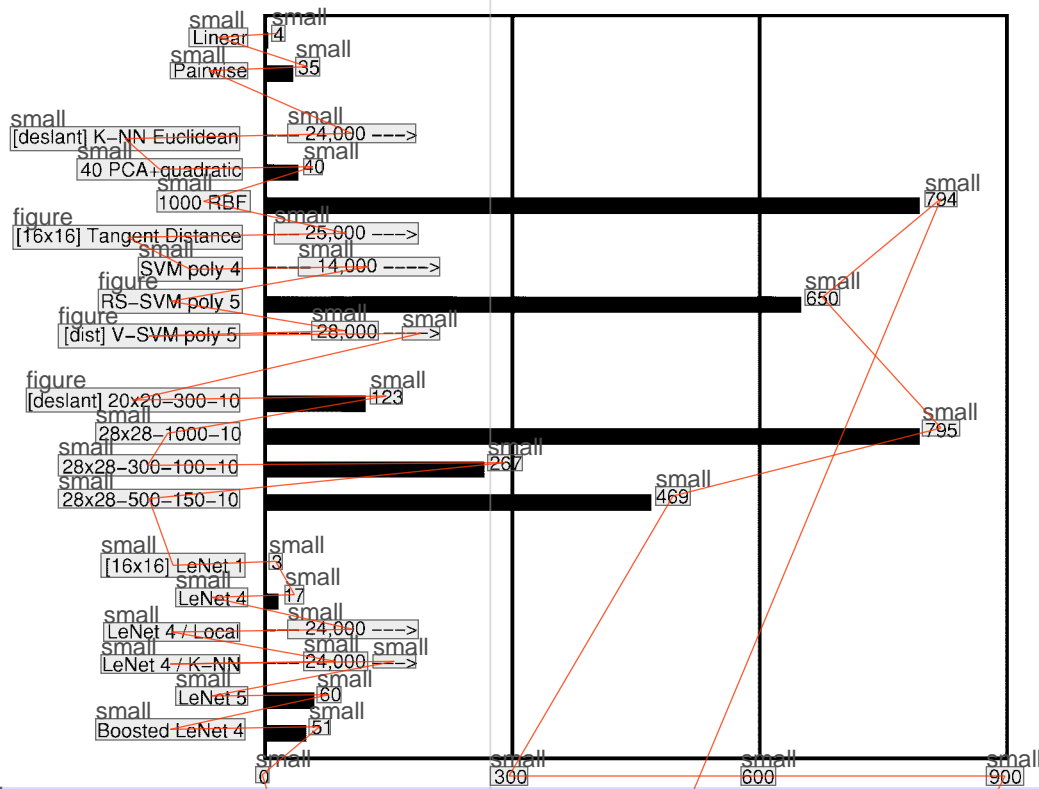 small small
Linear 4
small small
Pairwise 35
small small
[deslant] K-NN Euclidean ---- 24,000 --->
small small
40 PCA+quadratic 40
small small
1000 RBF 794
figure small
[16x16] Tangent Distance 25,000 --->
small small
SVM poly 4 ---- 14,000 ---->
figure small
RS-SVM poly 5 650
figure small small
[dist] V-SVM poly 5 ---- 28,000 - -->
figure small
[deslant] 20x20-300-10 123
small small
28x28-1000-10 795
small small
28x28-300-100-10 267
small small
28x28-500-150-10 469
small small
[16x16] LeNet 1 3
small small
LeNet 4 17
small small
LeNet 4 / Local ---- 24,000 --->
small small small
LeNet 4 / K-NN ---- 24,000 --->
small small
LeNet 5 60
small small
Boosted LeNet 4 51
small small small small
0 300 600 900